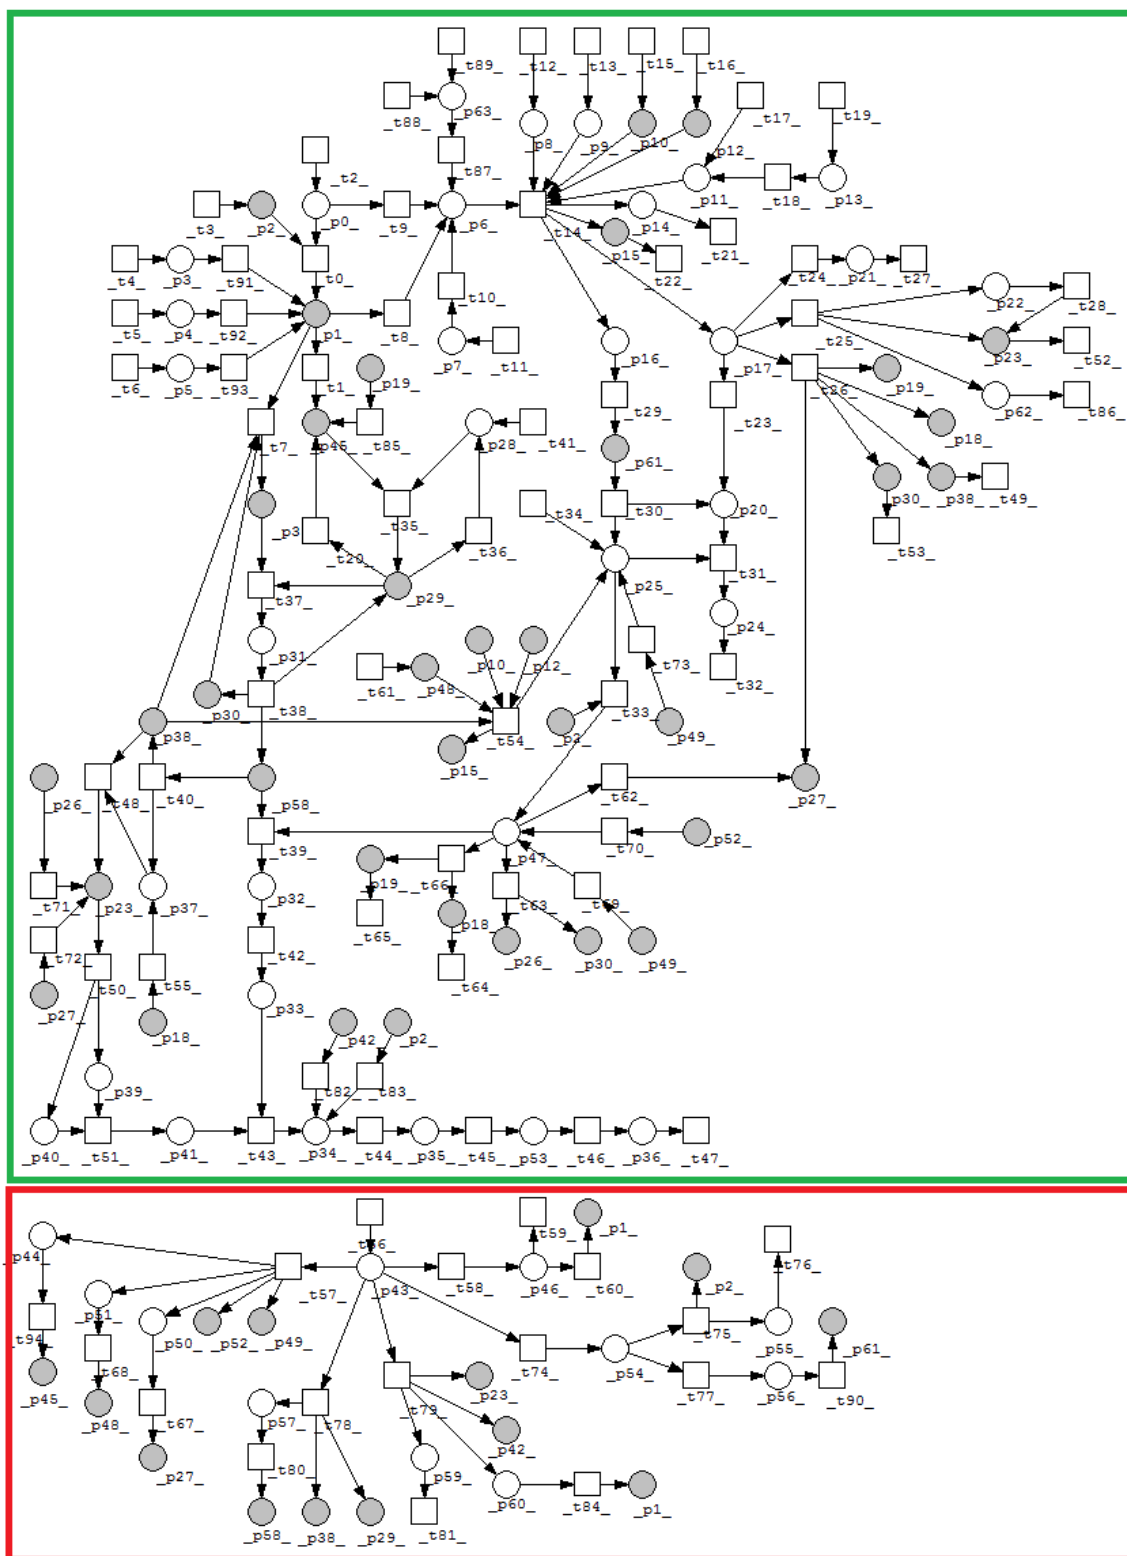 _t89_ _t12_ _t13_ _t15_ _t16_
_t88_ _p63_ _t17_ _t19_
_p8_ _p9_ _p10_ _p12_
_t2_ _t87_
_t3_ _p2_ _p0_ _t9_ _p6_ _t14_ _p14_ _p11_ _t18_ _p13_
_p15_ _t21_
_t4_ _p3_ _t91_ _t0_ _t10_ _t22_ _t24_ _p21_ _t27_
_p22_ _t28_
_t5_ _p4_ _t92_ _p1_ _t8_ _t25_
_p7_ _t11_ _p16_ _p17_ _p23_ _t52_
_t6_ _p5_ _t93_ _t1_ _p19_ _t26_ _p19_
_t29_ _t23_ _p62_ _t86_
_t7_ _p45_ _t85_ _p28_ _t41_ _p18_
_p61_
_p30_ _p38_ _t49_
_p3 _t35_ _t34_ _t30_ _p20_
_t20_ _t36_ _t53_
_t37_ _p29_ _p25_ _t31_
_p24_
_p31_ _p10_ _p12_ _t73_
_t61_ _p48_ _t32_
_p30_ _t38_
_p38_ _t54_ _p2_ _t33_ _p49_
_p15_
_p26_ _t48_ _t40_ _p58_ _t62_ _p27_
_t39_ _p47_ _t70_ _p52_
_t71_ _p23_ _p37_ _p32_ _p19_ _t66_ _t63_ _t69_
_p18_
_t72_ _t65_
_t50_ _t55_ _t42_ _p26_ _p30_ _p49_
_t64_
_p27_ _p18_ _p33_
_p42_ _p2_
_p39_ _t82_ _t83_
_p40_ _t51_ _p41_ _t43_ _p34_ _t44_ _p35_ _t45_ _p53_ _t46_ _p36_ _t47_
_t59_ _p1_
_p44_ _t56_ _t76_
_t57_ _p43_ _t58_ _p46_ _t60_ _p2_
_p51_
_t94_ _p50_ _p52_ _p49_ _t75_ _p55_ _p61_
_t68_ _t74_ _p54_
_p45_ _p23_ _t77_ _p56_ _t90_
_p48_ _t67_ _p57_ _t78_ _t79_
_p42_
_p27_ _t80_ _p59_
_p60_ _t84_ _p1_
_p58_ _p38_ _p29_ _t81_